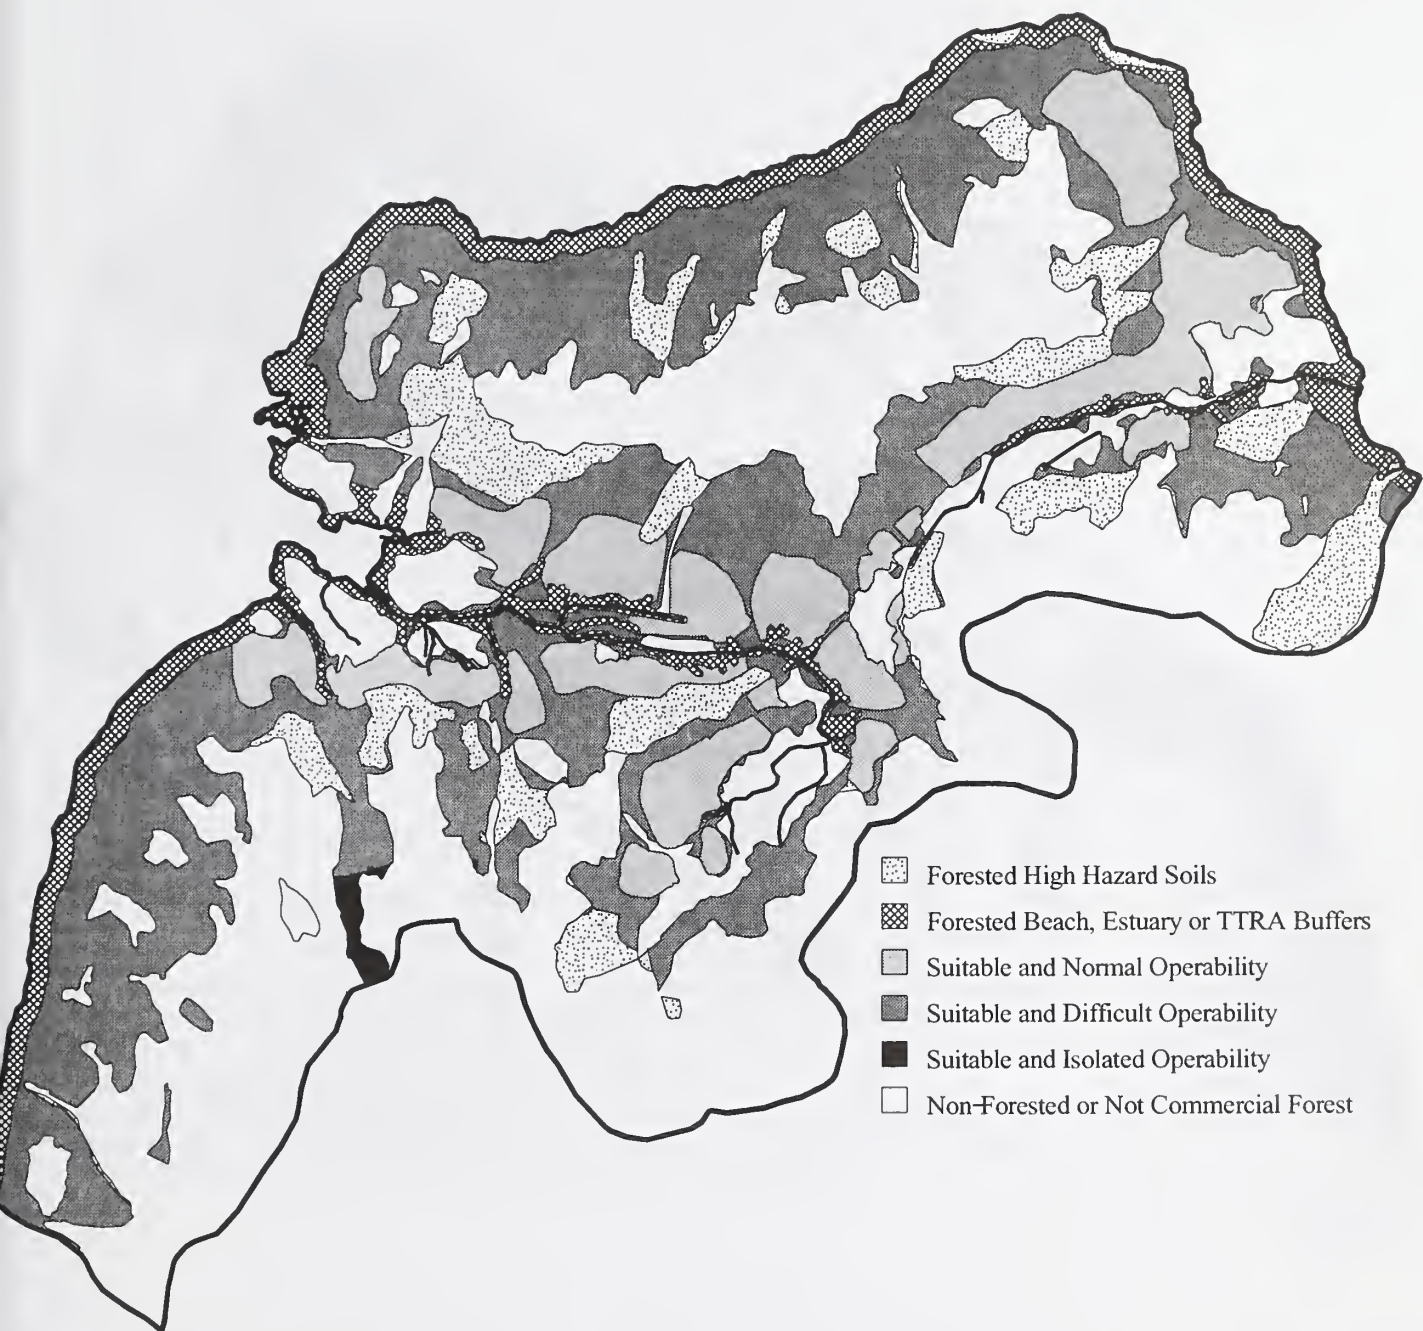 Forested High Hazard Soils
Forested Beach, Estuary or TTRA Buffers
Suitable and Normal Operability
Suitable and Difficult Operability
Suitable and Isolated Operability
Non-Forested or Not Commercial Forest